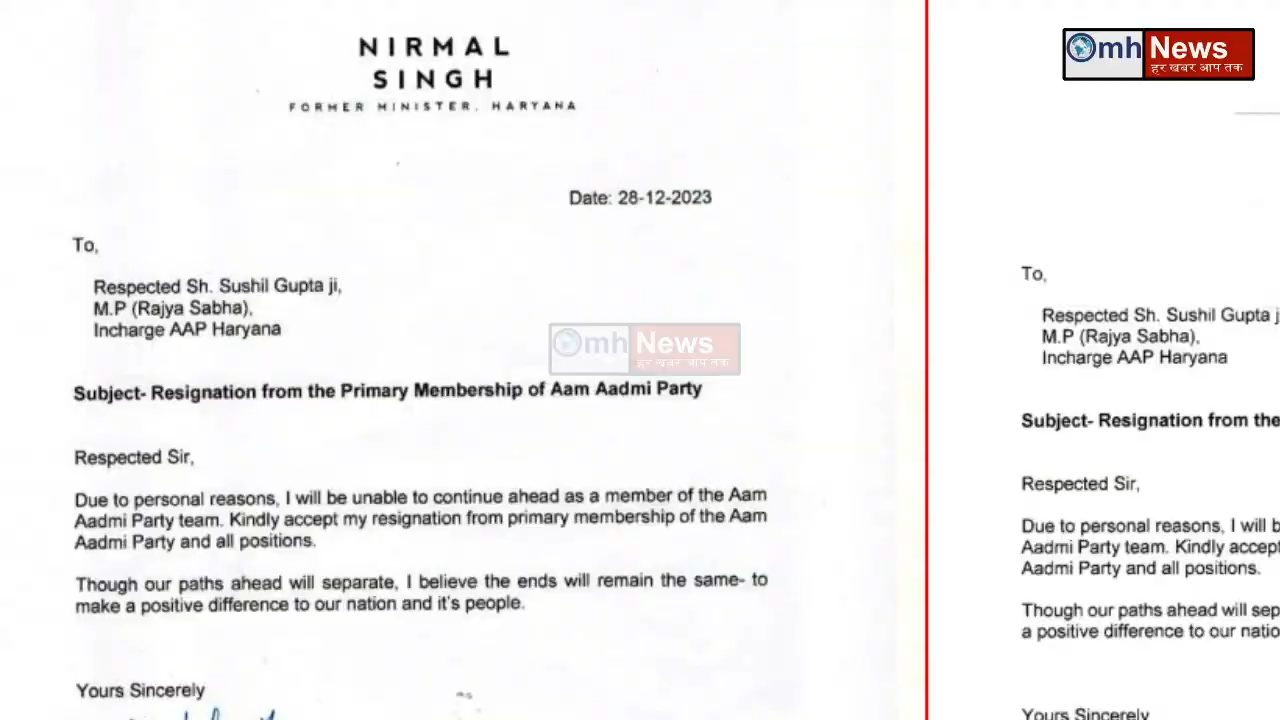 NIRMAL
SINGH
FORMER MINISTER, HARYANA
Date: 28-12-2023
To,
Respected Sh. Sushil Gupta ji,
M.P (Rajya Sabha),
Incharge AAP Haryana
Subject- Resignation from the Primary Membership of Aam Aadmi Party
Respected Sir,
Due to personal reasons, I will be unable to continue ahead as a member of the Aam
Aadmi Party team. Kindly accept my resignation from primary membership of the Aam
Aadmi Party and all positions.
Though our paths ahead will separate, I believe the ends will remain the same- to
make a positive difference to our nation and it's people.
Yours Sincerely
mh News
हर खबर आप तक
mh News
हर खबर आप तक
To,
Respected Sh. Sushil Gupta j
M.P (Rajya Sabha),
Incharge AAP Haryana
Subject- Resignation from the
Respected Sir,
Due to personal reasons, I will b
Aadmi Party team. Kindly accept
Aadmi Party and all positions.
Though our paths ahead will sep
a positive difference to our natio
Yours Sincerely